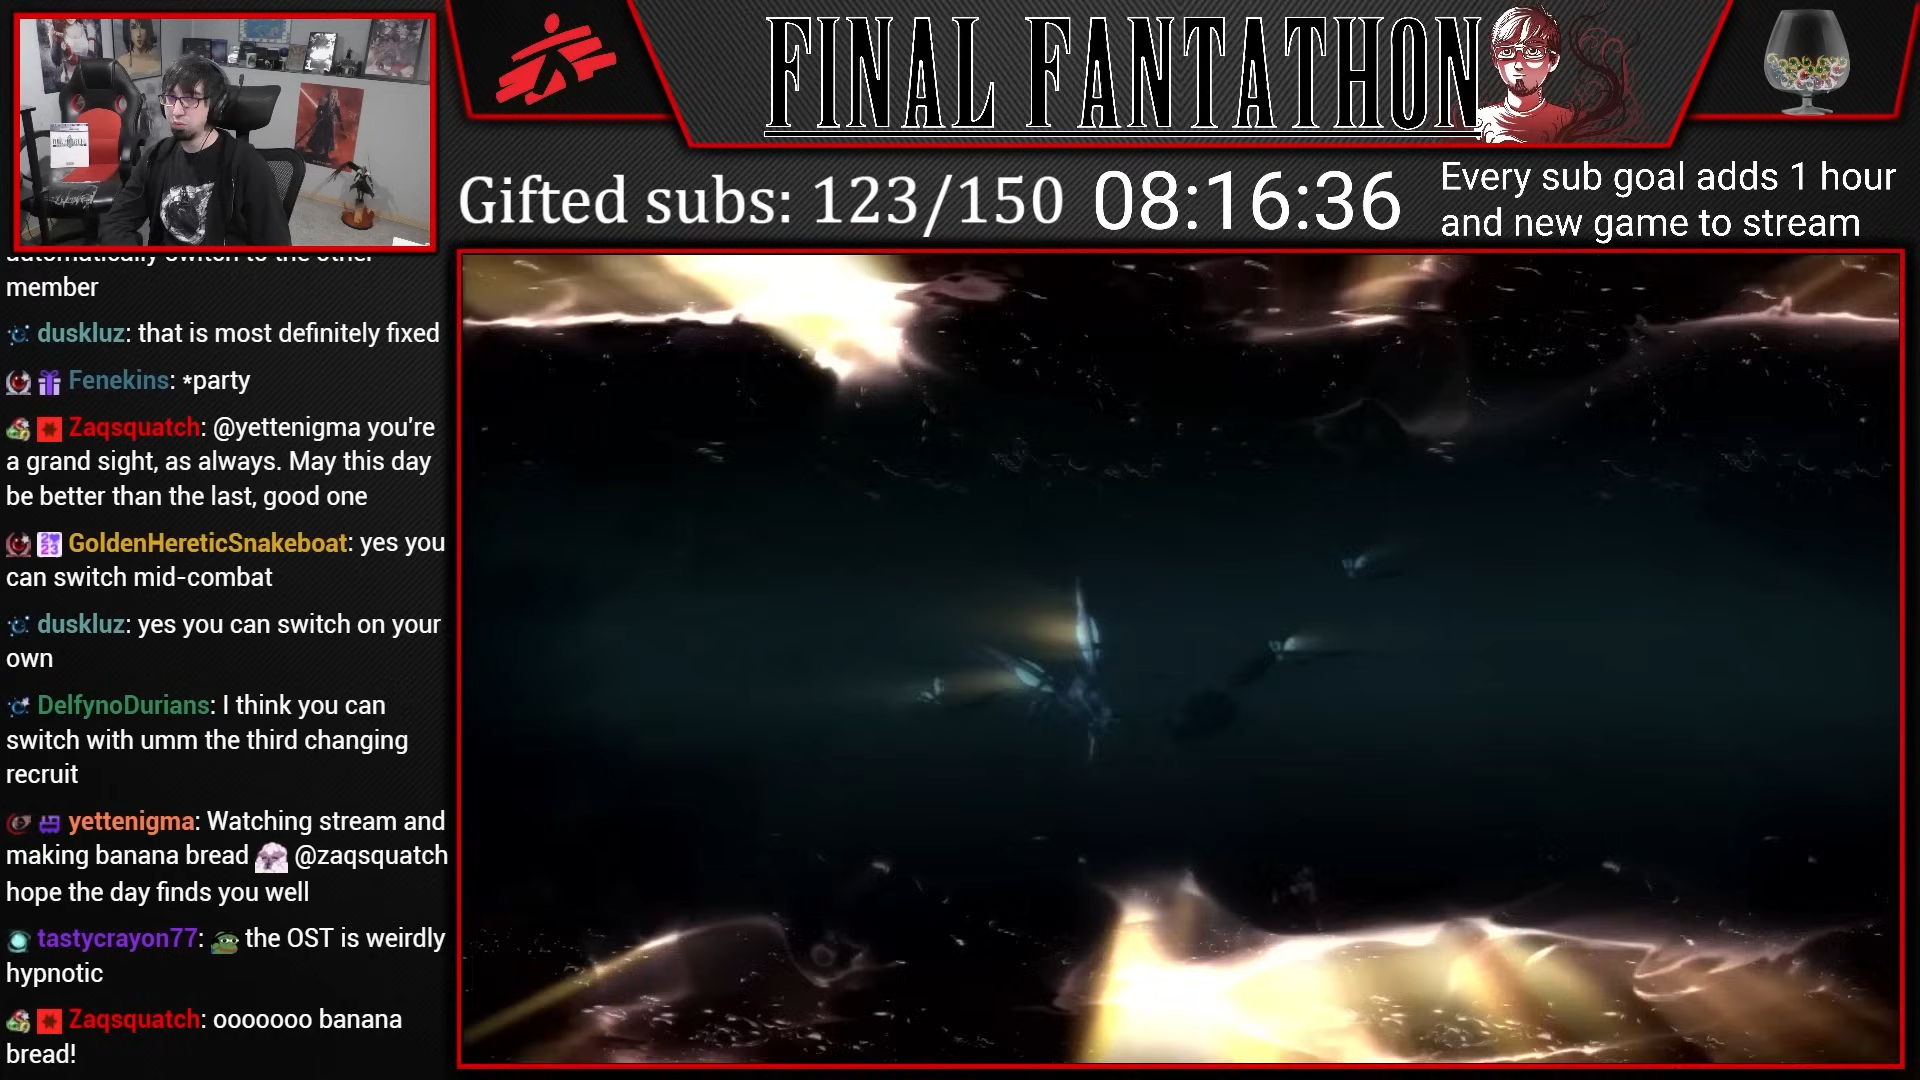 FINAL FANTATHON
Gifted subs: 123/150
08:16:36
Every sub goal adds 1 hour
and new game to stream
automatically switch to the other
member
duskluz: that is most definitely fixed
Fenekins: *party
Zaqsquatch: @yettenigma you're
a grand sight, as always. May this day
be better than the last, good one
GoldenHereticSnakeboat: yes you
can switch mid-combat
duskluz: yes you can switch on your
own
DelfynoDurians: I think you can
switch with umm the third changing
recruit
yettenigma: Watching stream and
making banana bread @zaqsquatch
hope the day finds you well
tastycrayon77: the OST is weirdly
hypnotic
Zaqsquatch: ooooooo banana
bread!